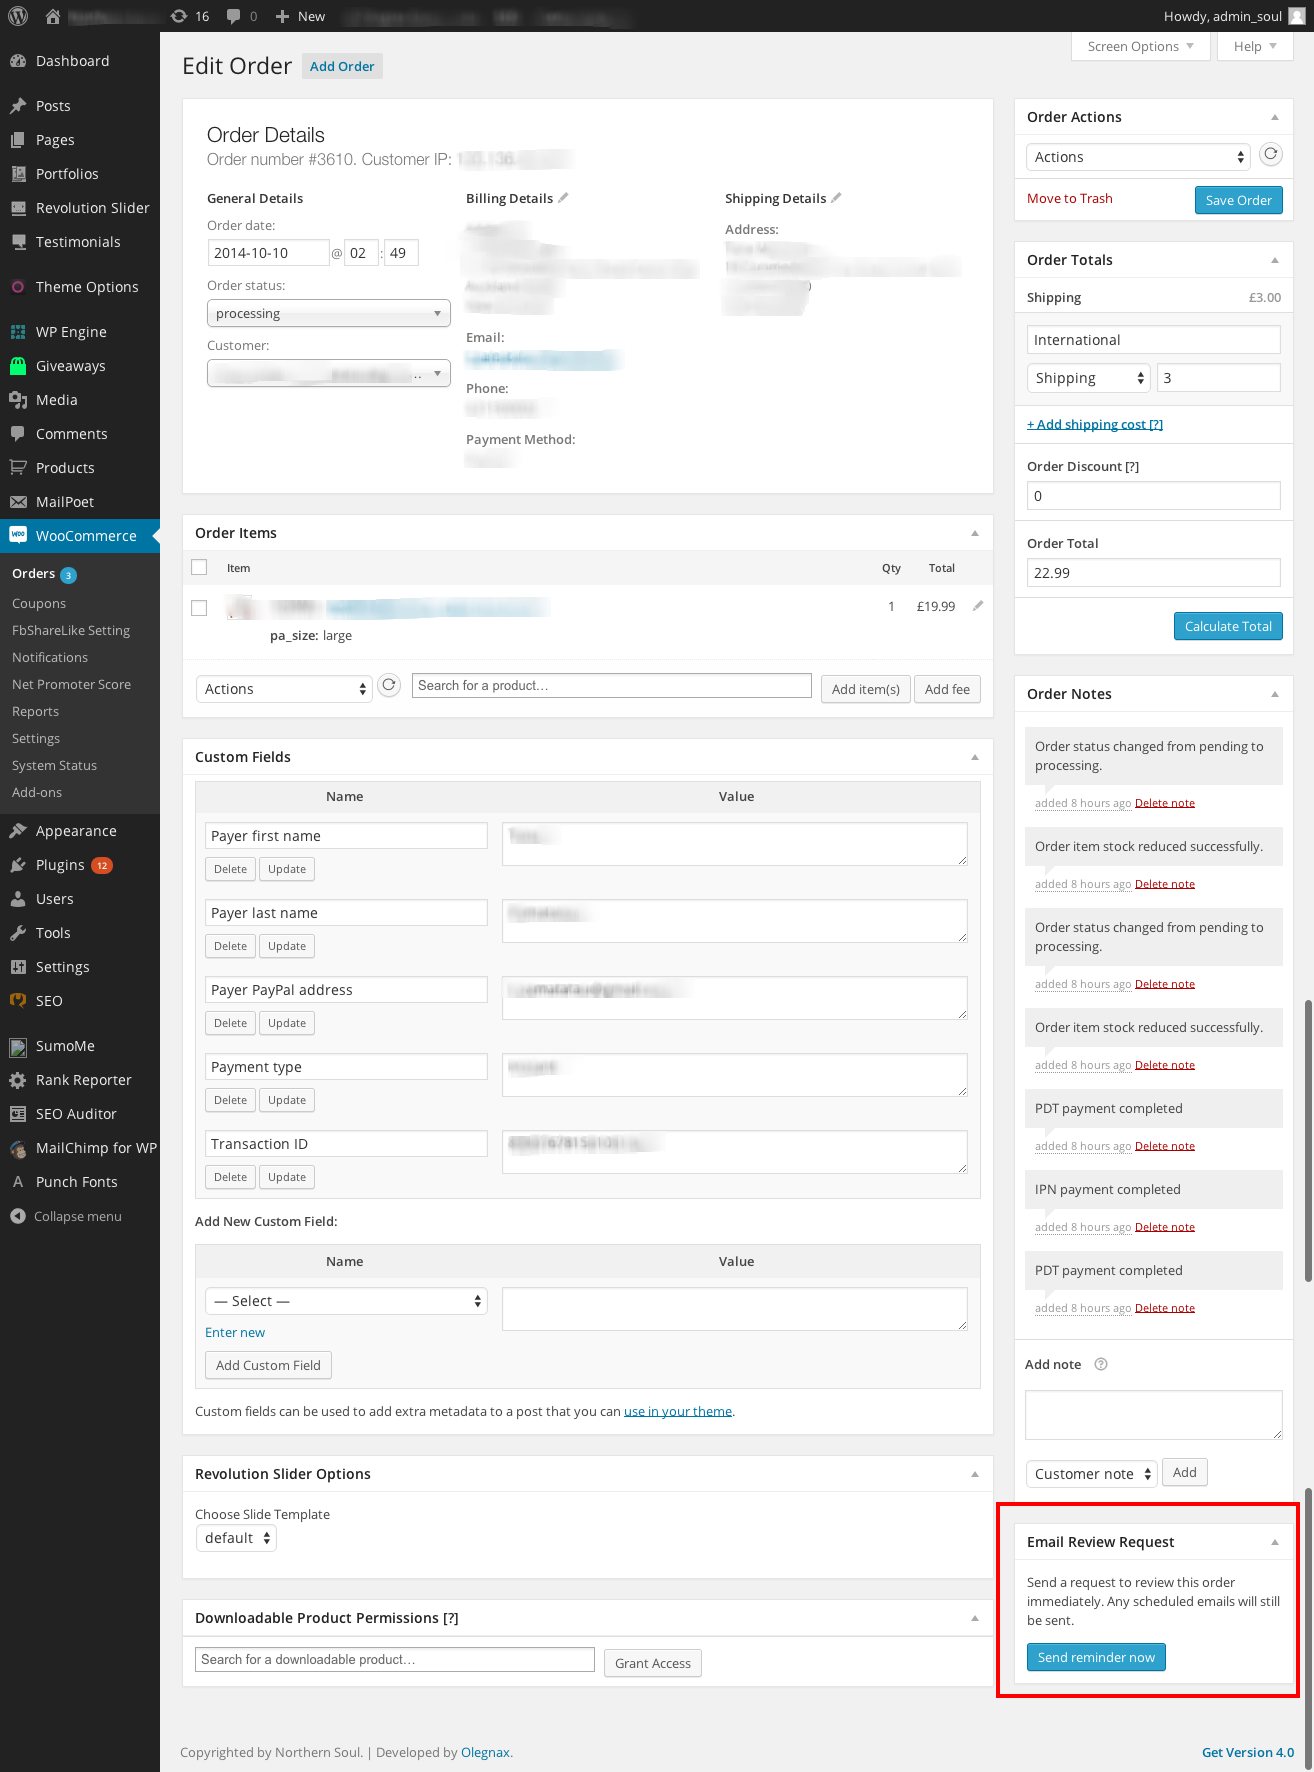 16 0 New
Howdy, admin_soul
Screen Options
Help
Dashboard
Posts
Pages
Portfolios
Revolution Slider
Testimonials
Theme Options
WP Engine
Giveaways
Media
Comments
Products
MailPoet
WooCommerce
Orders 3
Coupons
FbShareLike Setting
Notifications
Net Promoter Score
Reports
Settings
System Status
Add-ons
Appearance
Plugins 12
Users
Tools
Settings
SEO
SumoMe
Rank Reporter
SEO Auditor
MailChimp for WP
Punch Fonts
Collapse menu
Edit Order Add Order
Order Details
Order number #3610. Customer IP:
General Details
Order date:
2014-10-10 @ 02 : 49
Order status:
processing
Customer:
Billing Details
Email:
Phone:
Payment Method:
Shipping Details
Address:
Order Items
Item Qty Total
1 £19.99
pa_size: large
Actions Search for a product... Add item(s) Add fee
Custom Fields
Name Value
Payer first name
Delete Update
Payer last name
Delete Update
Payer PayPal address
Delete Update
Payment type
Delete Update
Transaction ID
Delete Update
Add New Custom Field:
Name Value
— Select —
Enter new
Add Custom Field
Custom fields can be used to add extra metadata to a post that you can use in your theme.
Revolution Slider Options
Choose Slide Template
default
Downloadable Product Permissions [?]
Search for a downloadable product... Grant Access
Order Actions
Actions
Move to Trash Save Order
Order Totals
Shipping £3.00
International
Shipping 3
+ Add shipping cost [?]
Order Discount [?]
0
Order Total
22.99
Calculate Total
Order Notes
Order status changed from pending to
processing.
added 8 hours ago Delete note
Order item stock reduced successfully.
added 8 hours ago Delete note
Order status changed from pending to
processing.
added 8 hours ago Delete note
Order item stock reduced successfully.
added 8 hours ago Delete note
PDT payment completed
added 8 hours ago Delete note
IPN payment completed
added 8 hours ago Delete note
PDT payment completed
added 8 hours ago Delete note
Add note ?
Customer note Add
Email Review Request
Send a request to review this order
immediately. Any scheduled emails will still
be sent.
Send reminder now
Copyrighted by Northern Soul. | Developed by Olegnax.
Get Version 4.0